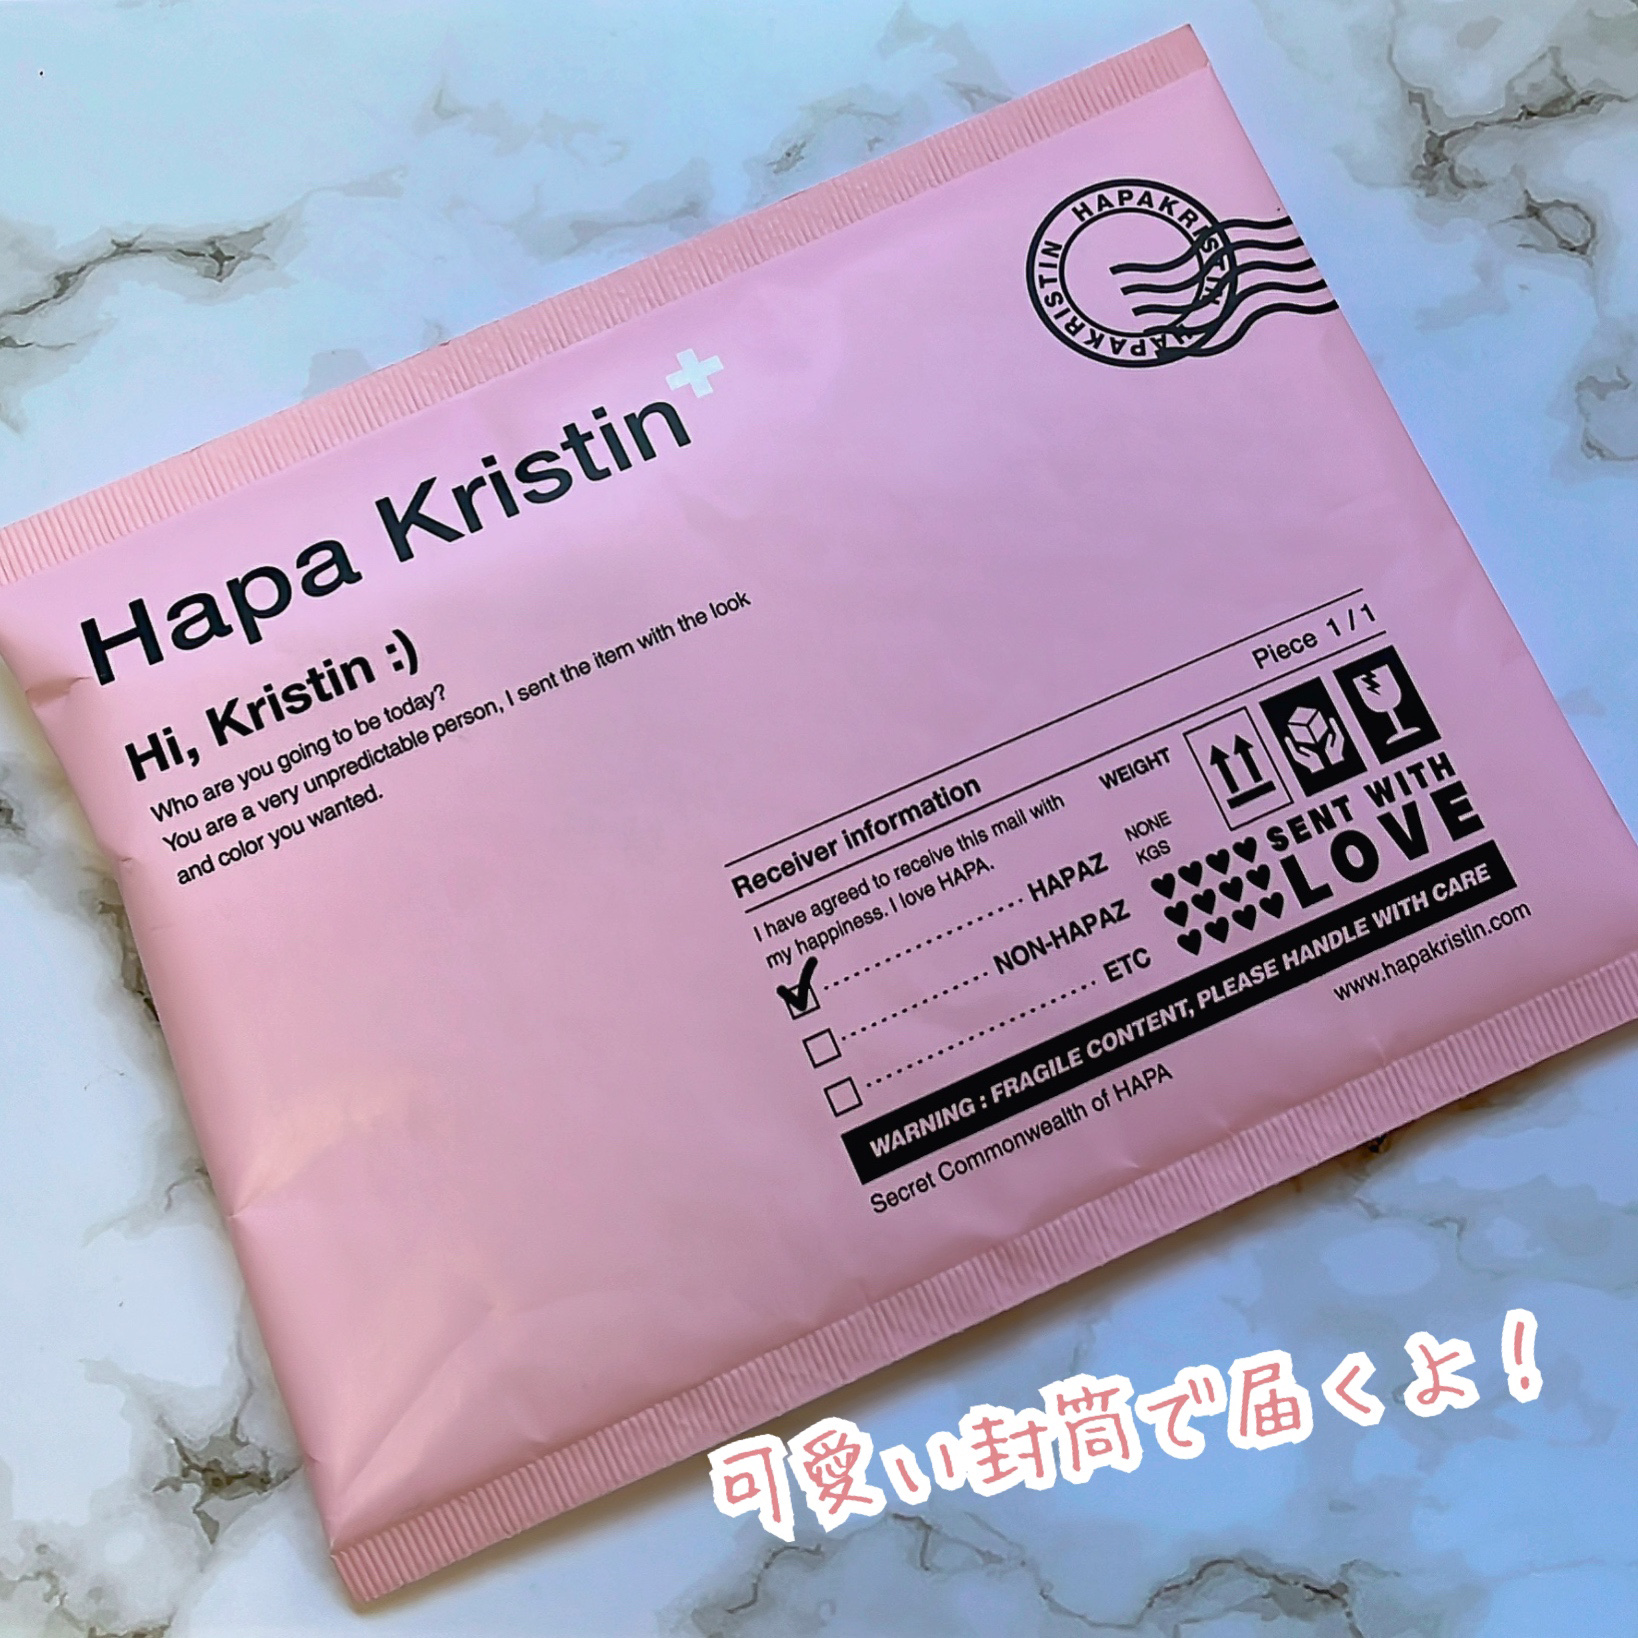 HAPAKRISTIN HAPAKRISTIN
Hapa Kristin+
Hi, Kristin :)
Who are you going to be today?
You are a very unpredictable person, I sent the item with the look
and color you wanted.
Piece 1 / 1
Receiver information
I have agreed to receive this mail with
my happiness. I love HAPA.
WEIGHT
NONE
KGS
HAPAZ
NON-HAPAZ
ETC
SENT WITH
LOVE
WARNING : FRAGILE CONTENT, PLEASE HANDLE WITH CARE
Secret Commonwealth of HAPA
www.hapakristin.com
可愛い封筒で届くよ！